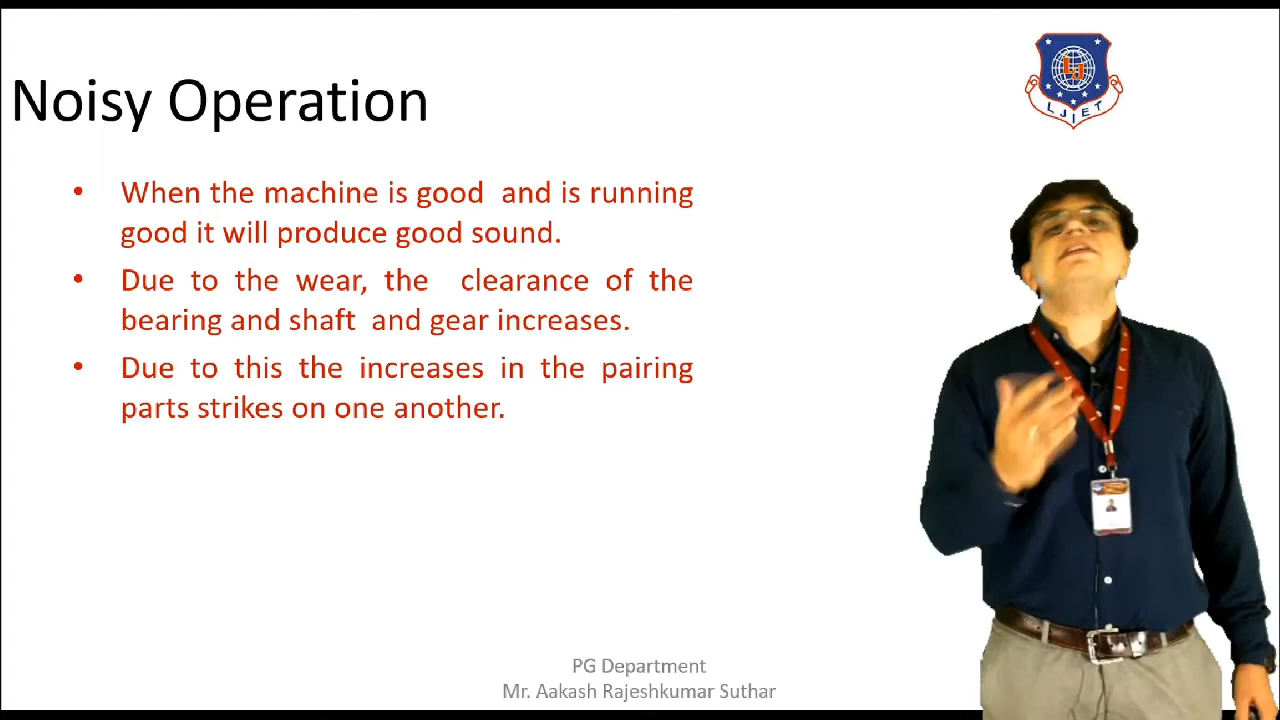 Noisy Operation
LJ
LJIET
• When the machine is good and is running
good it will produce good sound.
• Due to the wear, the clearance of the
bearing and shaft and gear increases.
• Due to this the increases in the pairing
parts strikes on one another.
PG Department
Mr. Aakash Rajeshkumar Suthar